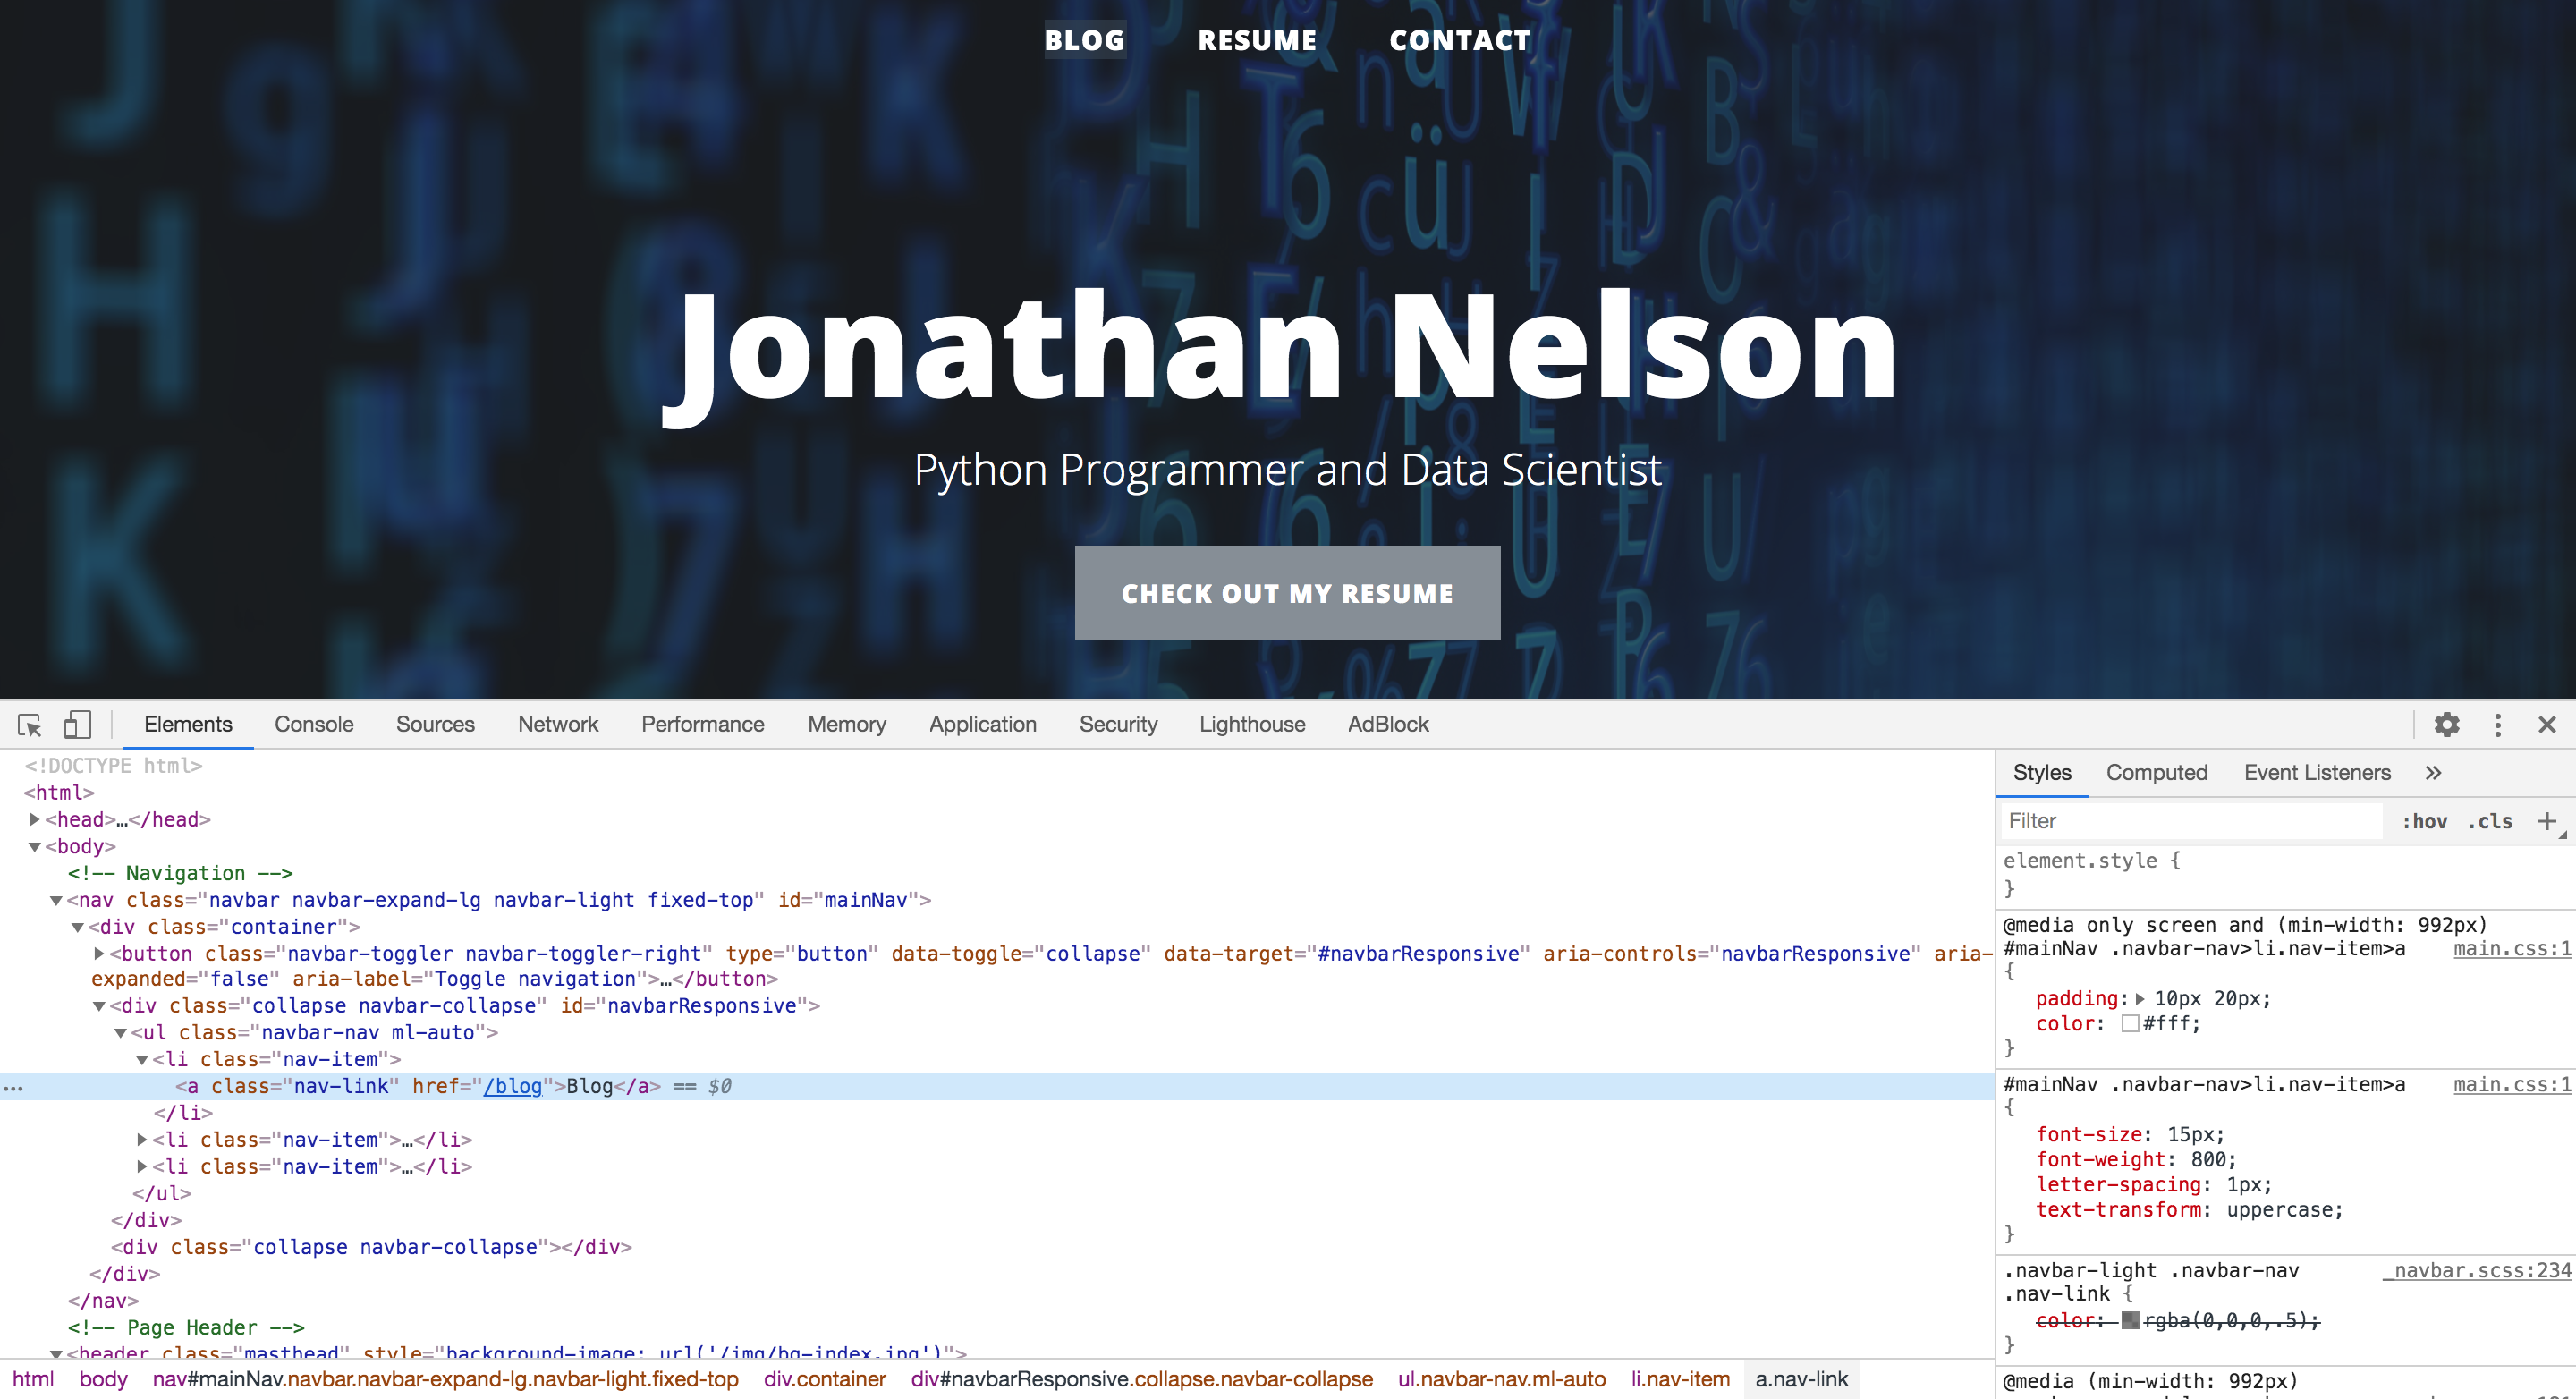 BLOG RESUME CONTACT
Jonathan Nelson
Python Programmer and Data Scientist
CHECK OUT MY RESUME
Elements Console Sources Network Performance Memory Application Security Lighthouse AdBlock
<!DOCTYPE html>
<html>
<head>…</head>
<body>
<!-- Navigation -->
<nav class="navbar navbar-expand-lg navbar-light fixed-top" id="mainNav">
<div class="container">
<button class="navbar-toggler navbar-toggler-right" type="button" data-toggle="collapse" data-target="#navbarResponsive" aria-controls="navbarResponsive" aria-
expanded="false" aria-label="Toggle navigation">…</button>
<div class="collapse navbar-collapse" id="navbarResponsive">
<ul class="navbar-nav ml-auto">
<li class="nav-item">
… <a class="nav-link" href="/blog">Blog</a> == $0
</li>
<li class="nav-item">…</li>
<li class="nav-item">…</li>
</ul>
</div>
<div class="collapse navbar-collapse"></div>
</div>
</nav>
<!-- Page Header -->
<header class="masthead" style="background-image: url('/img/bg-index.jpg')">
html body nav#mainNav.navbar.navbar-expand-lg.navbar-light.fixed-top div.container div#navbarResponsive.collapse.navbar-collapse ul.navbar-nav.ml-auto li.nav-item a.nav-link
Styles Computed Event Listeners »
Filter :hov .cls +
element.style {
}
@media only screen and (min-width: 992px)
#mainNav .navbar-nav>li.nav-item>a main.css:1
{
padding: 10px 20px;
color: #fff;
}
#mainNav .navbar-nav>li.nav-item>a main.css:1
{
font-size: 15px;
font-weight: 800;
letter-spacing: 1px;
text-transform: uppercase;
}
.navbar-light .navbar-nav _navbar.scss:234
.nav-link {
color: rgba(0,0,0,.5);
}
@media (min-width: 992px)